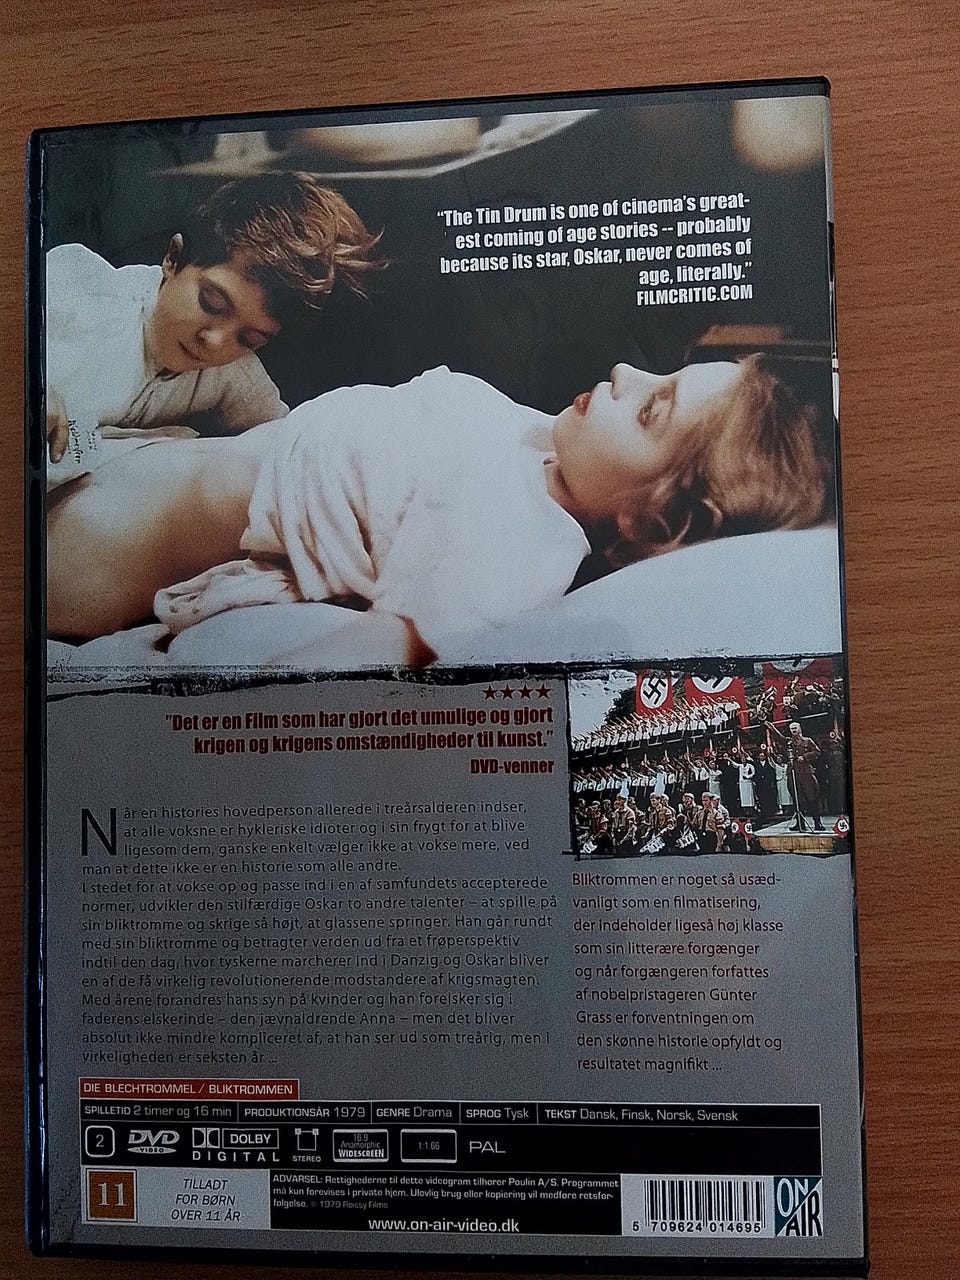 “The Tin Drum is one of cinema’s great-
est coming of age stories -- probably
because its star, Oskar, never comes of
age, literally.”
FILMCRITIC.COM
★★★★
”Det er en Film som har gjort det umulige og gjort
krigen og krigens omstændigheder til kunst.”
DVD-venner
Når en histories hovedperson allerede i treårsalderen indser,
at alle voksne er hykleriske idioter og i sin frygt for at blive
ligesom dem, ganske enkelt vælger ikke at vokse mere, ved
man at dette ikke er en historie som alle andre.
I stedet for at vokse op og passe ind i en af samfundets accepterede
normer, udvikler den stilfærdige Oskar to andre talenter – at spille på
sin bliktromme og skrige så højt, at glassene springer. Han går rundt
med sin bliktromme og betragter verden ud fra et frøperspektiv
indtil den dag, hvor tyskerne marcherer ind i Danzig og Oskar bliver
en af de få virkelig revolutionerende modstandere af krigsmagten.
Med årene forandres hans syn på kvinder og han forelsker sig i
faderens elskerinde – den jævnaldrende Anna – men det bliver
absolut ikke mindre kompliceret af, at han ser ud som treårig, men i
virkeligheden er seksten år ...
Bliktrommen er noget så usæd-
vanligt som en filmatisering,
der indeholder ligeså høj klasse
som sin litterære forgænger
og når forgængeren forfattes
af nobelpristageren Günter
Grass er forventningen om
den skønne historie opfyldt og
resultatet magnifikt ...
DIE BLECHTROMMEL / BLIKTROMMEN
SPILLETID 2 timer og 16 min PRODUKTIONSÅR 1979 GENRE Drama SPROG Tysk TEKST Dansk, Finsk, Norsk, Svensk
2 DVD VIDEO DOLBY DIGITAL STEREO 16:9 Anamorphic WIDESCREEN 1:1.66 PAL
11
TILLADT
FOR BØRN
OVER 11 ÅR
ADVARSEL: Rettighederne til dette videogram tilhører Poulin A/S. Programmet
må kun forevises i private hjem. Ulovlig brug eller kopiering vil medføre retsfor-
følgelse. © 1979 Roissy Films
www.on-air-video.dk
5 709624 014695
ON
AIR